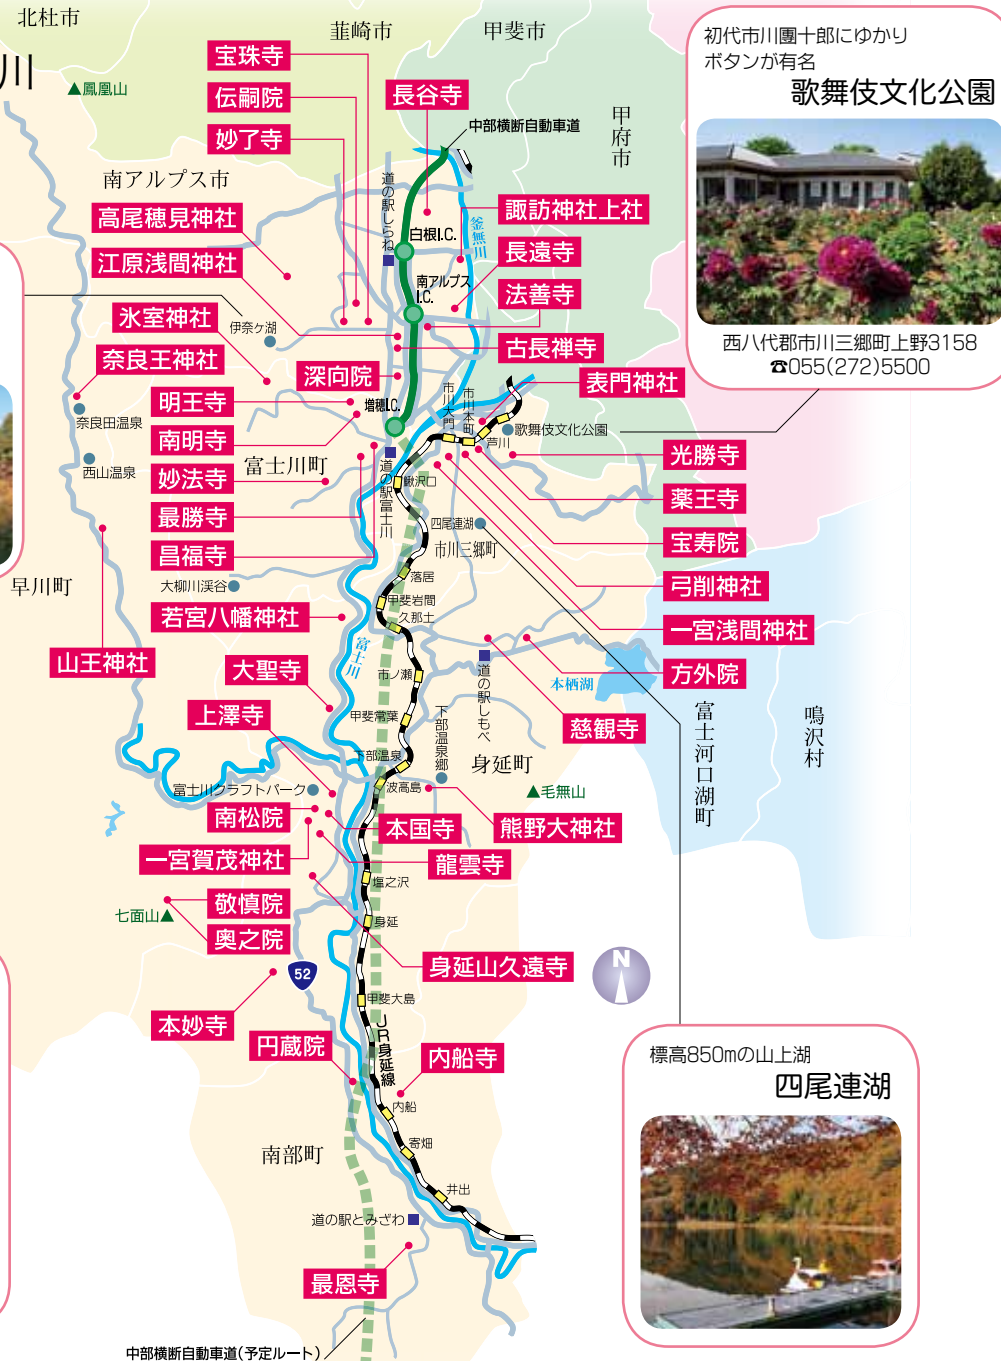 北杜市
韮崎市
甲斐市
川
▲鳳凰山
宝珠寺
伝嗣院
妙了寺
長谷寺
中部横断自動車道
甲府市
初代市川團十郎にゆかり
ボタンが有名
歌舞伎文化公園
西八代郡市川三郷町上野3158
☎055(272)5500
南アルプス市
道の駅しらね
高尾穂見神社
江原浅間神社
白根I.C.
釜無川
諏訪神社上社
長遠寺
法善寺
南アルプス
I.C.
氷室神社
伊奈ヶ湖
古長禅寺
奈良王神社
深向院
表門神社
明王寺
増穂I.C.
市川大門
市川本町
奈良田温泉
南明寺
芦川
歌舞伎文化公園
光勝寺
西山温泉
富士川町
妙法寺
道の駅富士川
鰍沢口
薬王寺
最勝寺
四尾連湖
市川三郷町
宝寿院
昌福寺
早川町
大柳川渓谷
落居
弓削神社
甲斐岩間
若宮八幡神社
久那土
一宮浅間神社
富士川
山王神社
大聖寺
市ノ瀬
道の駅しもべ
本栖湖
方外院
上澤寺
甲斐常葉
下部温泉郷
慈観寺
富士河口湖町
鳴沢村
下部温泉
身延町
富士川クラフトパーク
波高島
▲毛無山
南松院
本国寺
熊野大神社
一宮賀茂神社
龍雲寺
塩之沢
敬慎院
七面山▲
奥之院
身延
身延山久遠寺
52
N
本妙寺
甲斐大島
JR身延線
円蔵院
内船寺
内船
南部町
寄畑
井出
道の駅とみざわ
最恩寺
中部横断自動車道(予定ルート)
標高850mの山上湖
四尾連湖